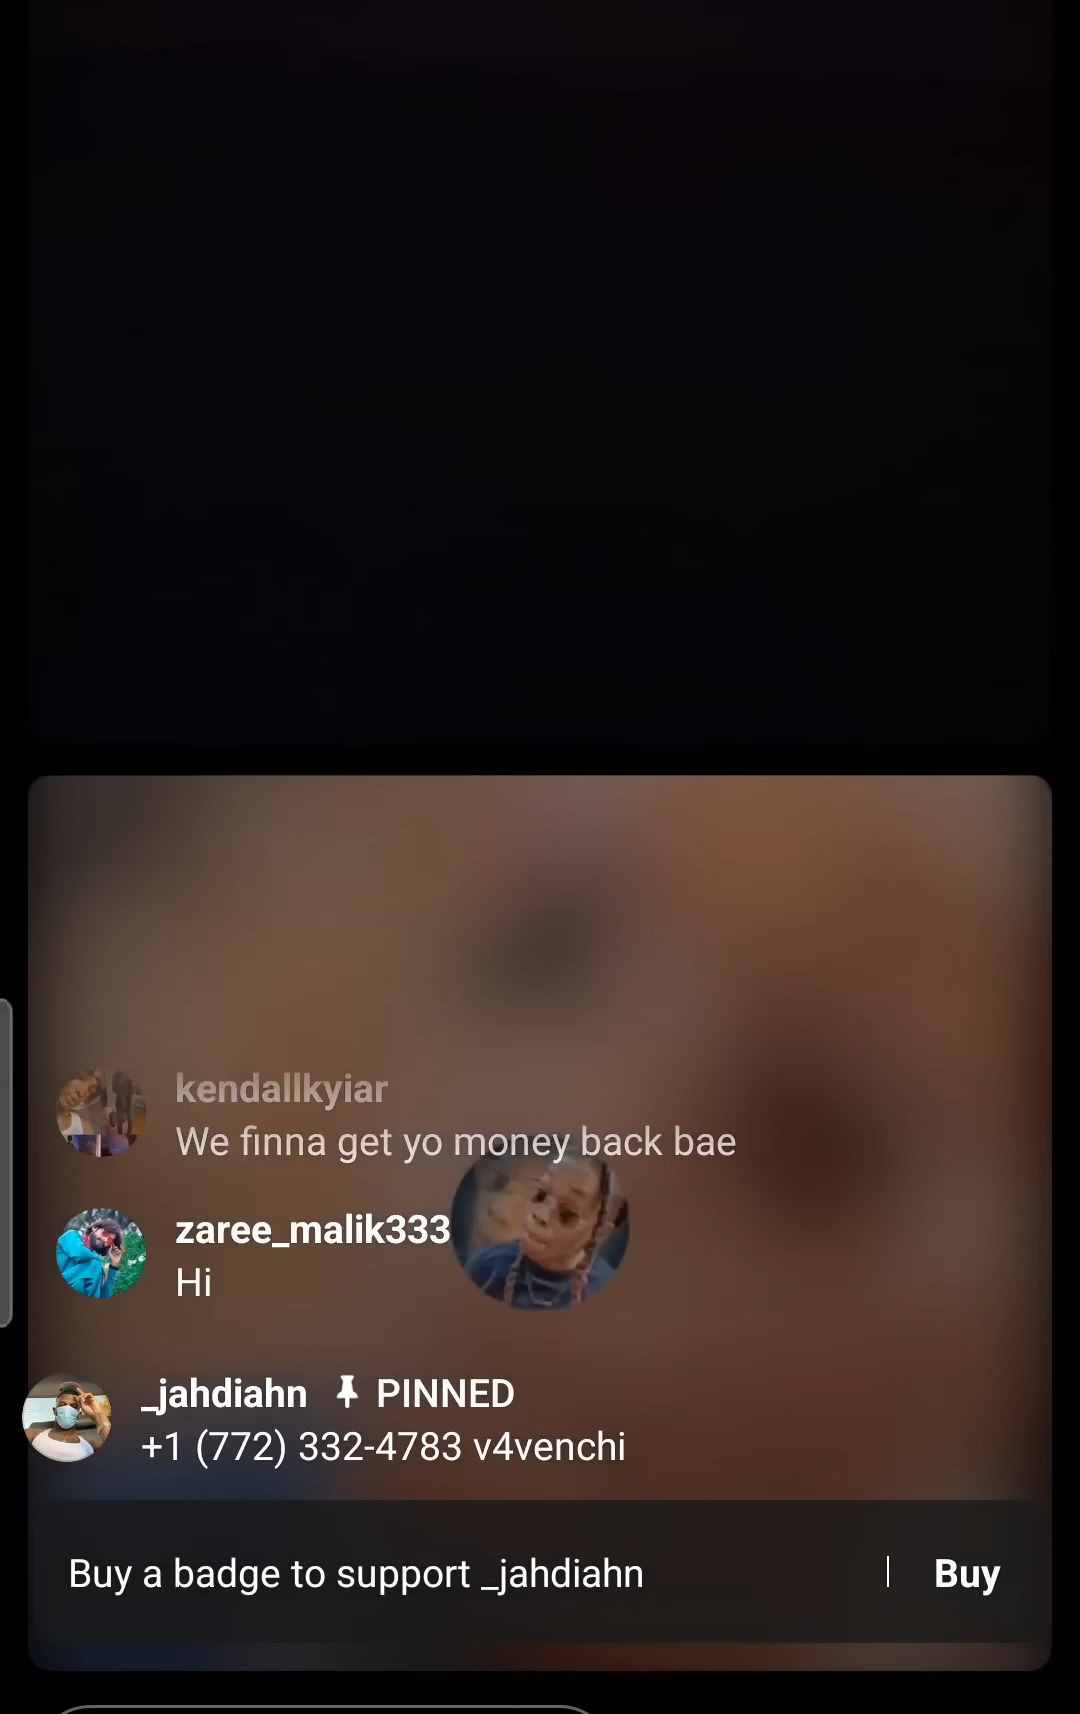 kendallkyiar
We finna get yo money back bae
zaree_malik333
Hi
_jahdiahn PINNED
+1 (772) 332-4783 v4venchi
Buy a badge to support _jahdiahn | Buy